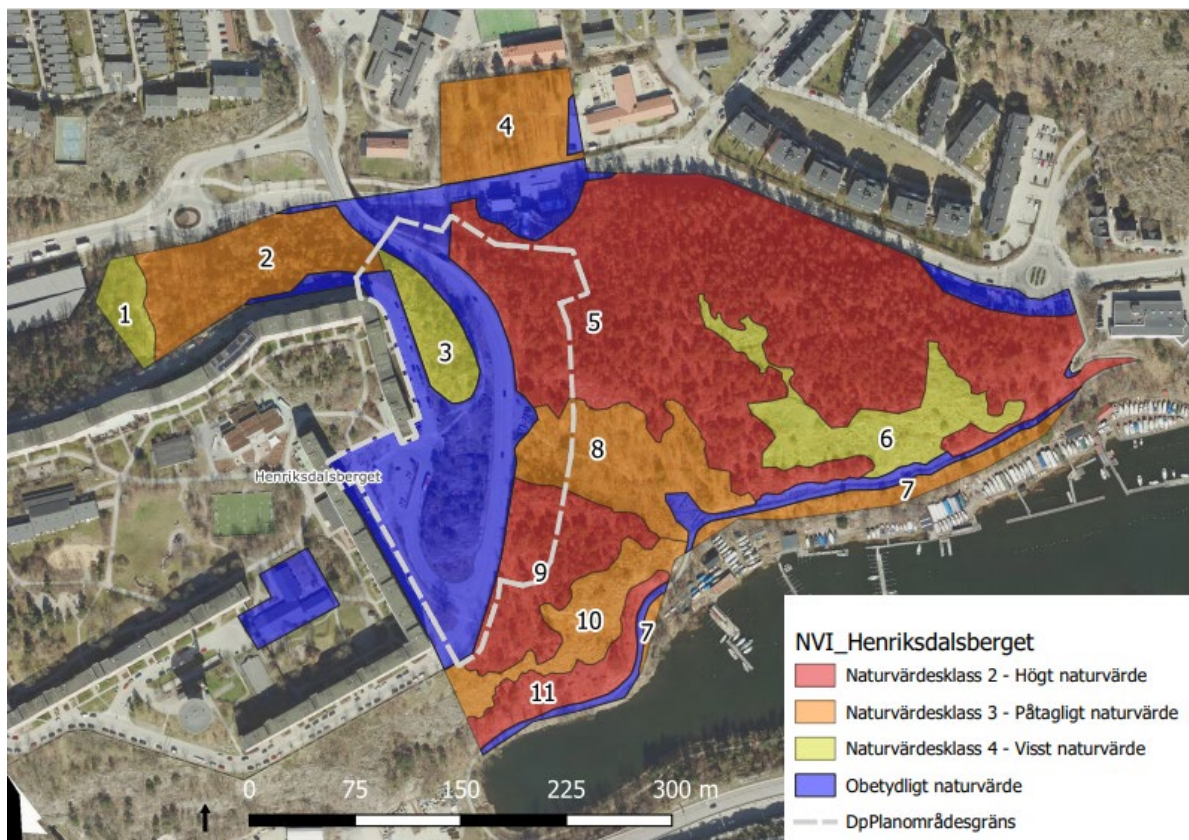 4
2
1
3
5
8
6
7
Henriksdalsberget
9
10
7
11
NVI_Henriksdalsberget
Naturvärdesklass 2 - Högt naturvärde
Naturvärdesklass 3 - Påtagligt naturvärde
Naturvärdesklass 4 - Visst naturvärde
Obetydligt naturvärde
DpPlanområdesgräns
0 75 150 225 300 m